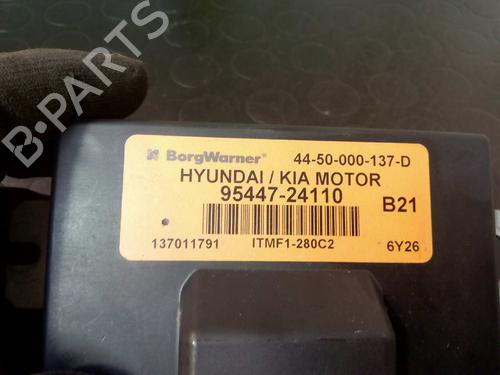 BorgWarner 44-50-000-137-D
HYUNDAI / KIA MOTOR
95447-24110
B21
137011791 ITMF1-280C2 6Y26
B-PARTS